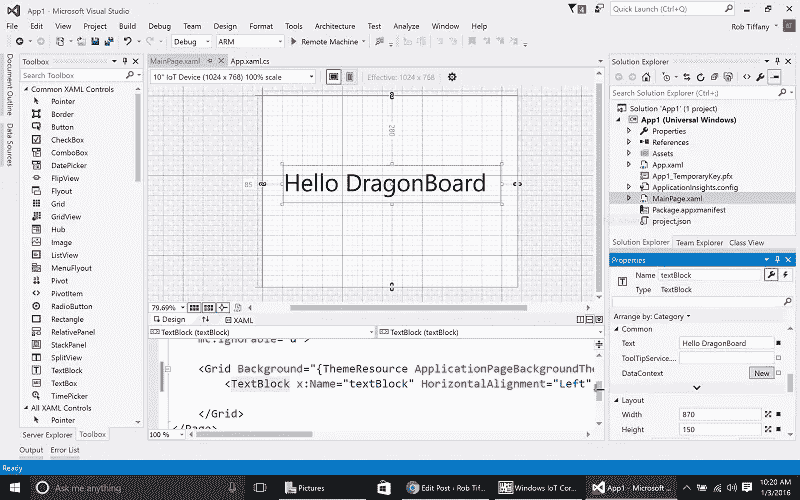 App1 - Microsoft Visual Studio
4
Quick Launch (Ctrl+Q)
File Edit View Project Build Debug Team Design Format Tools Test Analyze Window Help
Rob Tiffany
Debug ARM Remote Machine
Document Outline
Data Sources
Toolbox
Search Toolbox
Common XAML Controls
Pointer
Border
Button
CheckBox
ComboBox
DatePicker
FlipView
Flyout
Grid
GridView
Hub
Image
ListView
MenuFlyout
Pivot
PivotItem
RadioButton
Rectangle
RelativePanel
StackPanel
SplitView
TextBlock
TextBox
TimePicker
All XAML Controls
Pointer
Server Explorer Toolbox
Output Error List
MainPage.xaml App.xaml.cs
10" IoT Device (1024 x 768) 100% scale
Effective: 1024 x 768
280
85
Hello DragonBoard
79.69%
Design XAML
TextBlock (textBlock) TextBlock (textBlock)
mc:Ignorable="d">
<Grid Background="{ThemeResource ApplicationPageBackgroundThe
<TextBlock x:Name="textBlock" HorizontalAlignment="Left"
</Grid>
</Page>
100 %
Solution Explorer
Search Solution Explorer (Ctrl+;)
Solution 'App1' (1 project)
App1 (Universal Windows)
Properties
References
Assets
App.xaml
App1_TemporaryKey.pfx
ApplicationInsights.config
MainPage.xaml
Package.appxmanifest
project.json
Solution Explorer Team Explorer Class View
Properties
Name textBlock
Type TextBlock
Arrange by: Category
Common
Text Hello DragonBoard
ToolTipService....
DataContext New
Layout
Width 870
Height 150
Ready
Ask me anything
Pictures
Edit Post ‹ Rob Tif...
Windows IoT Cor...
App1 - Microsoft ...
10:20 AM
1/3/2016